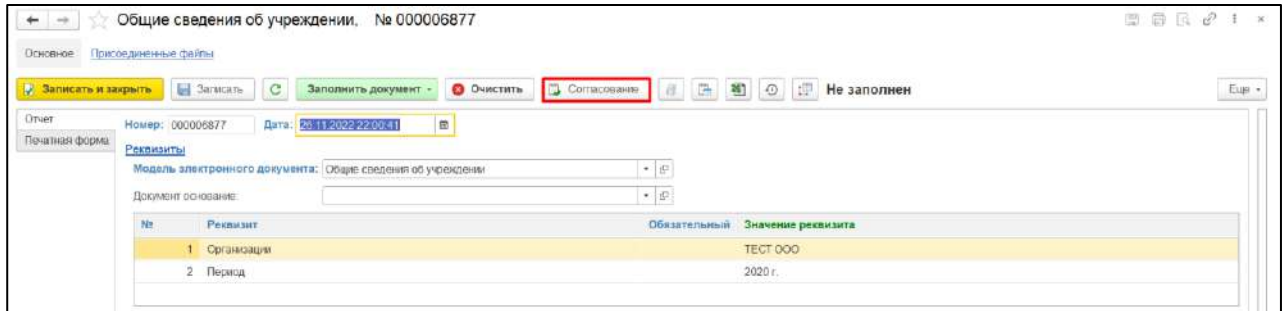 Общие сведения об учреждении, № 000006877
Основное Присоединенные файлы
Записать и закрыть Записать Заполнить документ Очистить Согласование Не заполнен Еще
Отчет
Печатная форма
Номер: 000006877 Дата: 26.11.2022 22:00:41
Реквизиты
Модель электронного документа: Общие сведения об учреждении
Документ основание:
№ Реквизит Обязательный Значение реквизита
1 Организации ТЕСТ ООО
2 Период 2020 г.